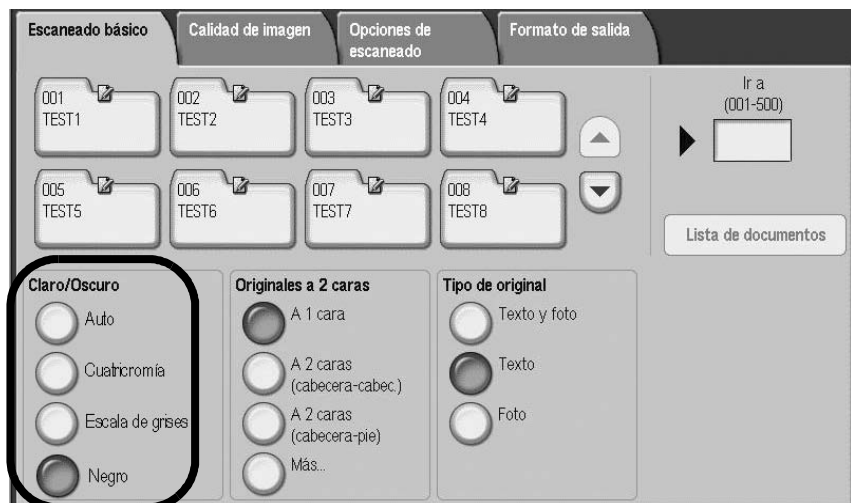 Escaneado básico
Calidad de imagen
Opciones de
escaneado
Formato de salida
001
TEST1
002
TEST2
003
TEST3
004
TEST4
Ir a
(001-500)
005
TEST5
006
TEST6
007
TEST7
008
TEST8
Lista de documentos
Claro/Oscuro
Auto
Cuatricromía
Escala de grises
Negro
Originales a 2 caras
A 1 cara
A 2 caras
(cabecera-cabec.)
A 2 caras
(cabecera-pie)
Más...
Tipo de original
Texto y foto
Texto
Foto